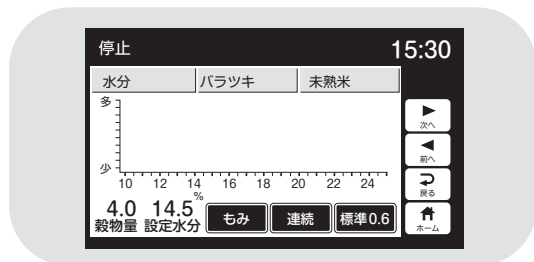 停止 15:30
水分 バラツキ 未熟米
多
少
10 12 14 16 18 20 22 24
%
次へ
前へ
戻る
ホーム
4.0 14.5
穀物量 設定水分 もみ 連続 標準0.6